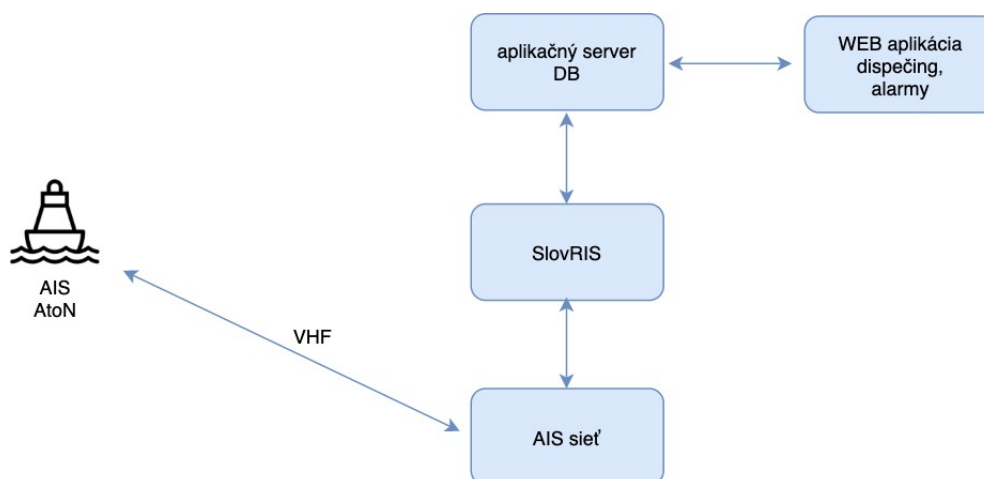 aplikačný server
DB
WEB aplikácia
dispečing,
alarmy
SlovRIS
AIS
AtoN
VHF
AIS sieť